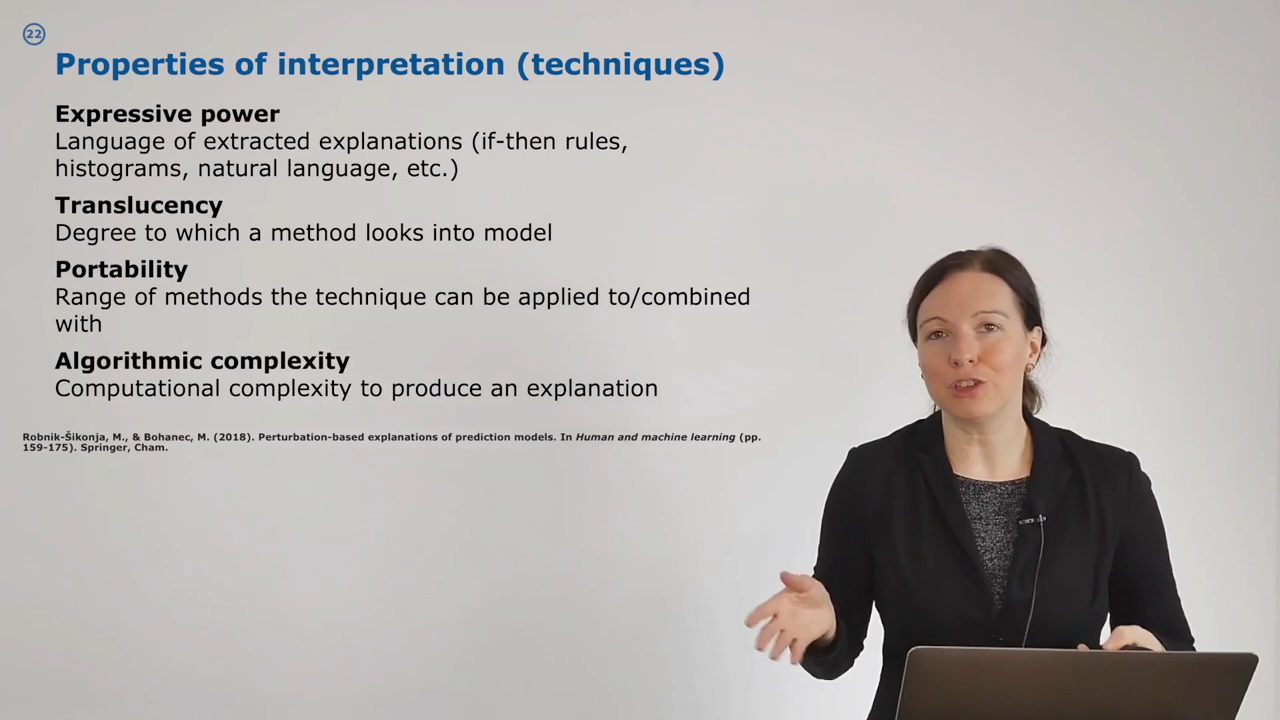 22
Properties of interpretation (techniques)
Expressive power
Language of extracted explanations (if-then rules,
histograms, natural language, etc.)
Translucency
Degree to which a method looks into model
Portability
Range of methods the technique can be applied to/combined
with
Algorithmic complexity
Computational complexity to produce an explanation
Robnik-Šikonja, M., & Bohanec, M. (2018). Perturbation-based explanations of prediction models. In Human and machine learning (pp.
159-175). Springer, Cham.